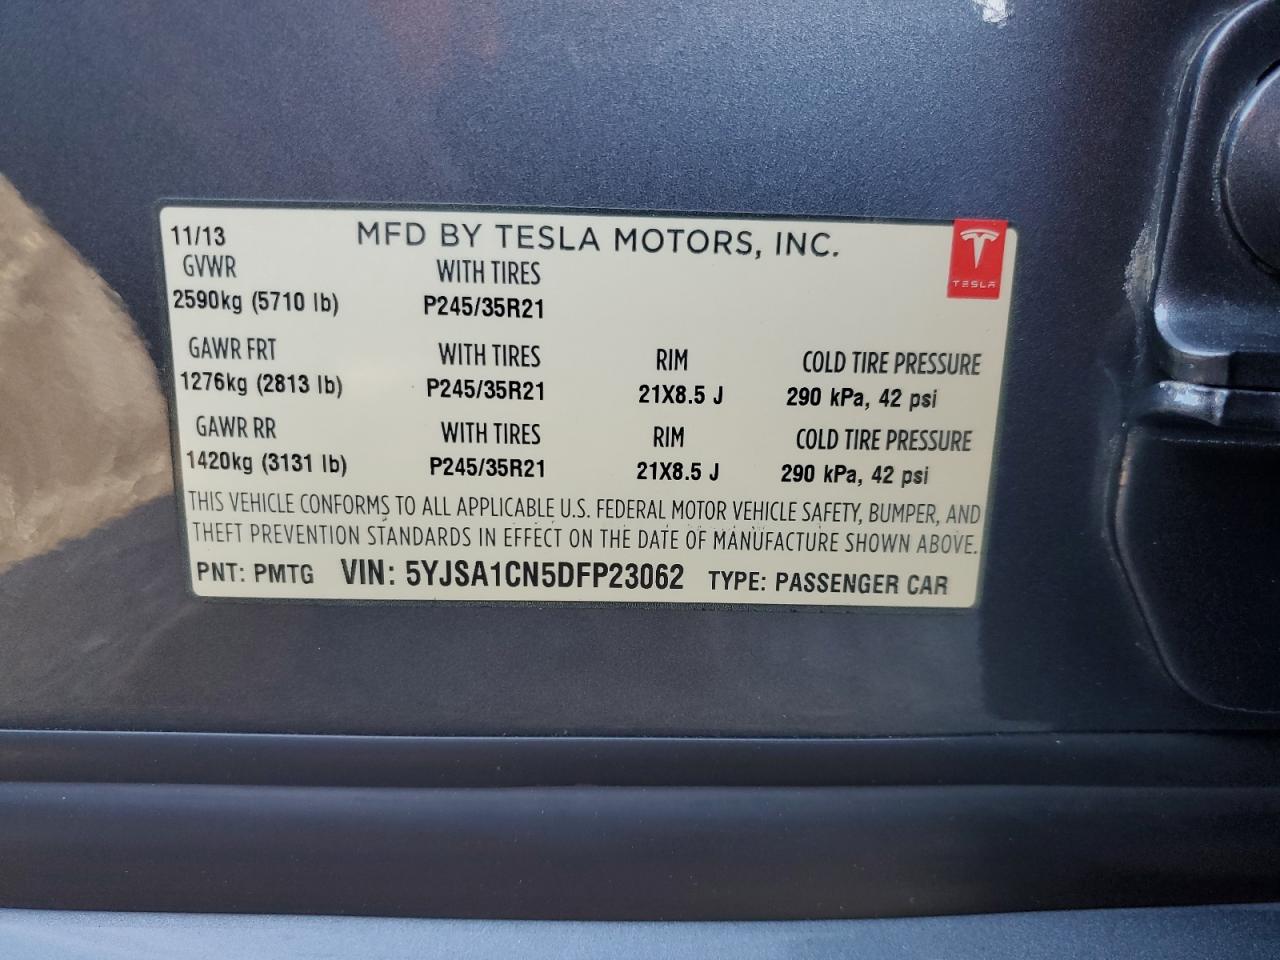 11/13 MFD BY TESLA MOTORS, INC.
TESLA
GVWR WITH TIRES
2590kg (5710 lb) P245/35R21
GAWR FRT WITH TIRES RIM COLD TIRE PRESSURE
1276kg (2813 lb) P245/35R21 21X8.5 J 290 kPa, 42 psi
GAWR RR WITH TIRES RIM COLD TIRE PRESSURE
1420kg (3131 lb) P245/35R21 21X8.5 J 290 kPa, 42 psi
THIS VEHICLE CONFORMS TO ALL APPLICABLE U.S. FEDERAL MOTOR VEHICLE SAFETY, BUMPER, AND
THEFT PREVENTION STANDARDS IN EFFECT ON THE DATE OF MANUFACTURE SHOWN ABOVE.
PNT: PMTG VIN: 5YJSA1CN5DFP23062 TYPE: PASSENGER CAR